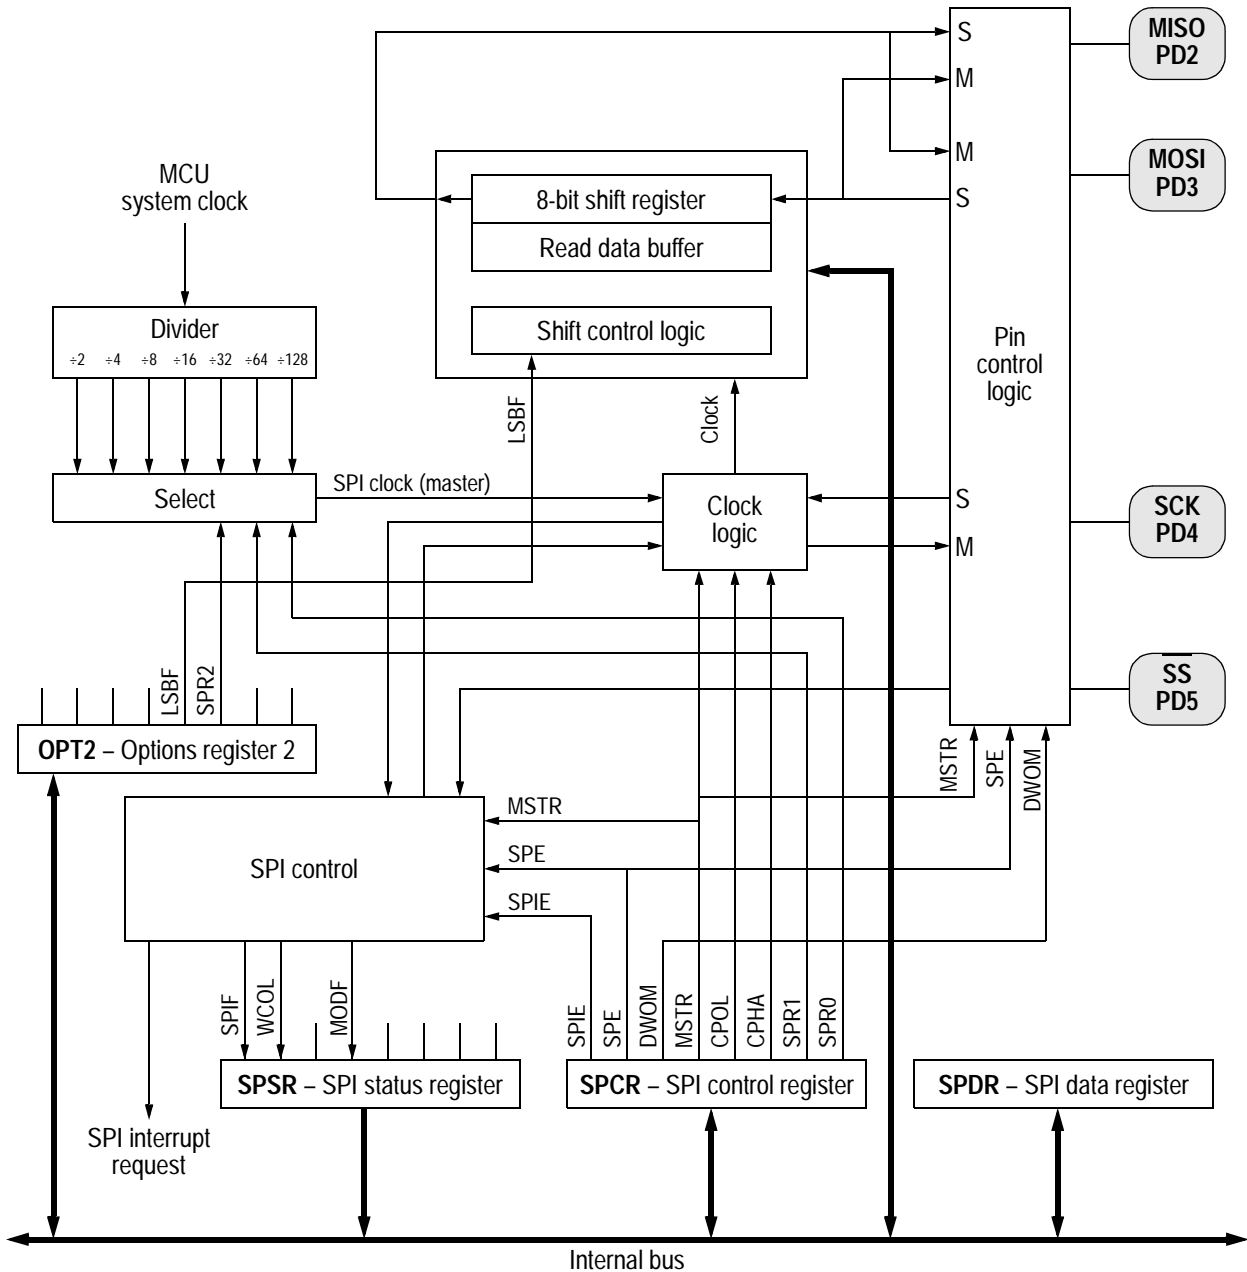 MISO
PD2
S
M
M
S
MOSI
PD3
MCU
system clock
8-bit shift register
Read data buffer
Shift control logic
Divider
÷2 ÷4 ÷8 ÷16 ÷32 ÷64 ÷128
Pin
control
logic
LSBF
Clock
Select
SPI clock (master)
Clock
logic
S
M
SCK
PD4
LSBF
SPR2
SS
PD5
OPT2 – Options register 2
MSTR
SPE
DWOM
MSTR
SPE
SPIE
SPI control
SPIF
WCOL
MODF
SPIE
SPE
DWOM
MSTR
CPOL
CPHA
SPR1
SPR0
SPSR – SPI status register
SPCR – SPI control register
SPDR – SPI data register
SPI interrupt
request
Internal bus